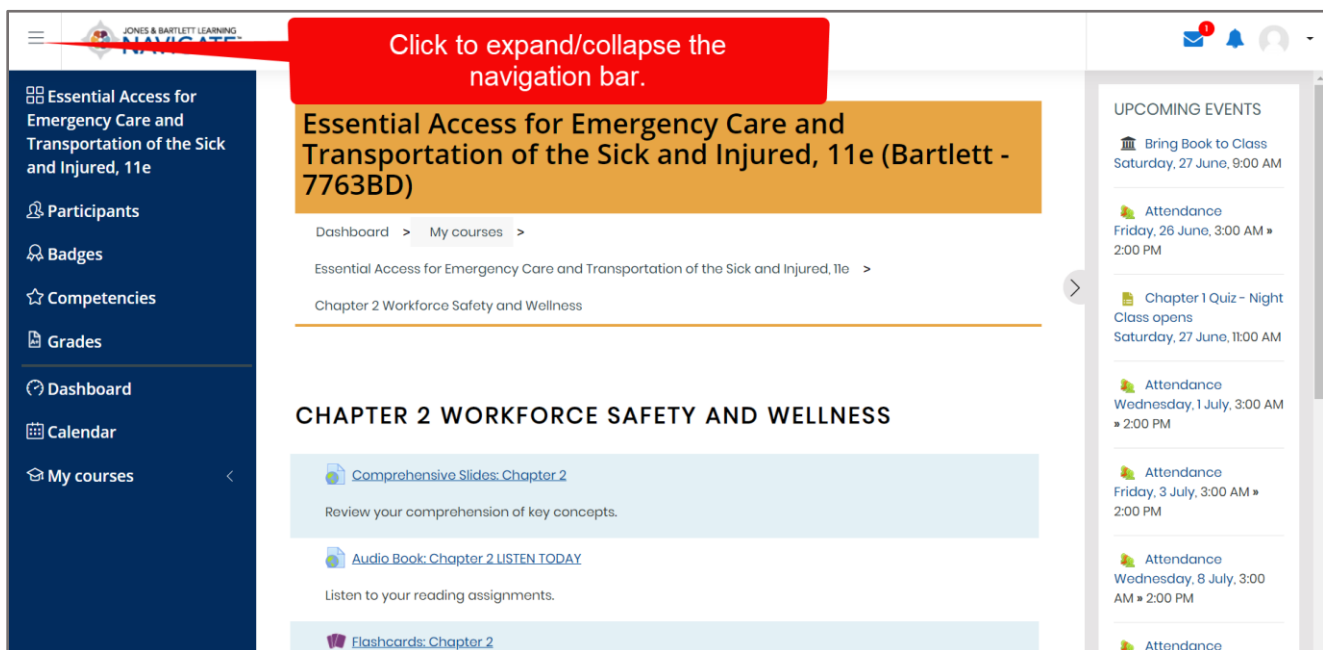 JONES & BARTLETT LEARNING
NAVIGATE
Click to expand/collapse the
navigation bar.
1
Essential Access for
Emergency Care and
Transportation of the Sick
and Injured, 11e
Participants
Badges
Competencies
Grades
Dashboard
Calendar
My courses
Essential Access for Emergency Care and
Transportation of the Sick and Injured, 11e (Bartlett -
7763BD)
Dashboard > My courses >
Essential Access for Emergency Care and Transportation of the Sick and Injured, 11e >
Chapter 2 Workforce Safety and Wellness
CHAPTER 2 WORKFORCE SAFETY AND WELLNESS
Comprehensive Slides: Chapter 2
Review your comprehension of key concepts.
Audio Book: Chapter 2 LISTEN TODAY
Listen to your reading assignments.
Flashcards: Chapter 2
UPCOMING EVENTS
Bring Book to Class
Saturday, 27 June, 9:00 AM
Attendance
Friday, 26 June, 3:00 AM »
2:00 PM
Chapter 1 Quiz - Night
Class opens
Saturday, 27 June, 11:00 AM
Attendance
Wednesday, 1 July, 3:00 AM
» 2:00 PM
Attendance
Friday, 3 July, 3:00 AM »
2:00 PM
Attendance
Wednesday, 8 July, 3:00
AM » 2:00 PM
Attendance